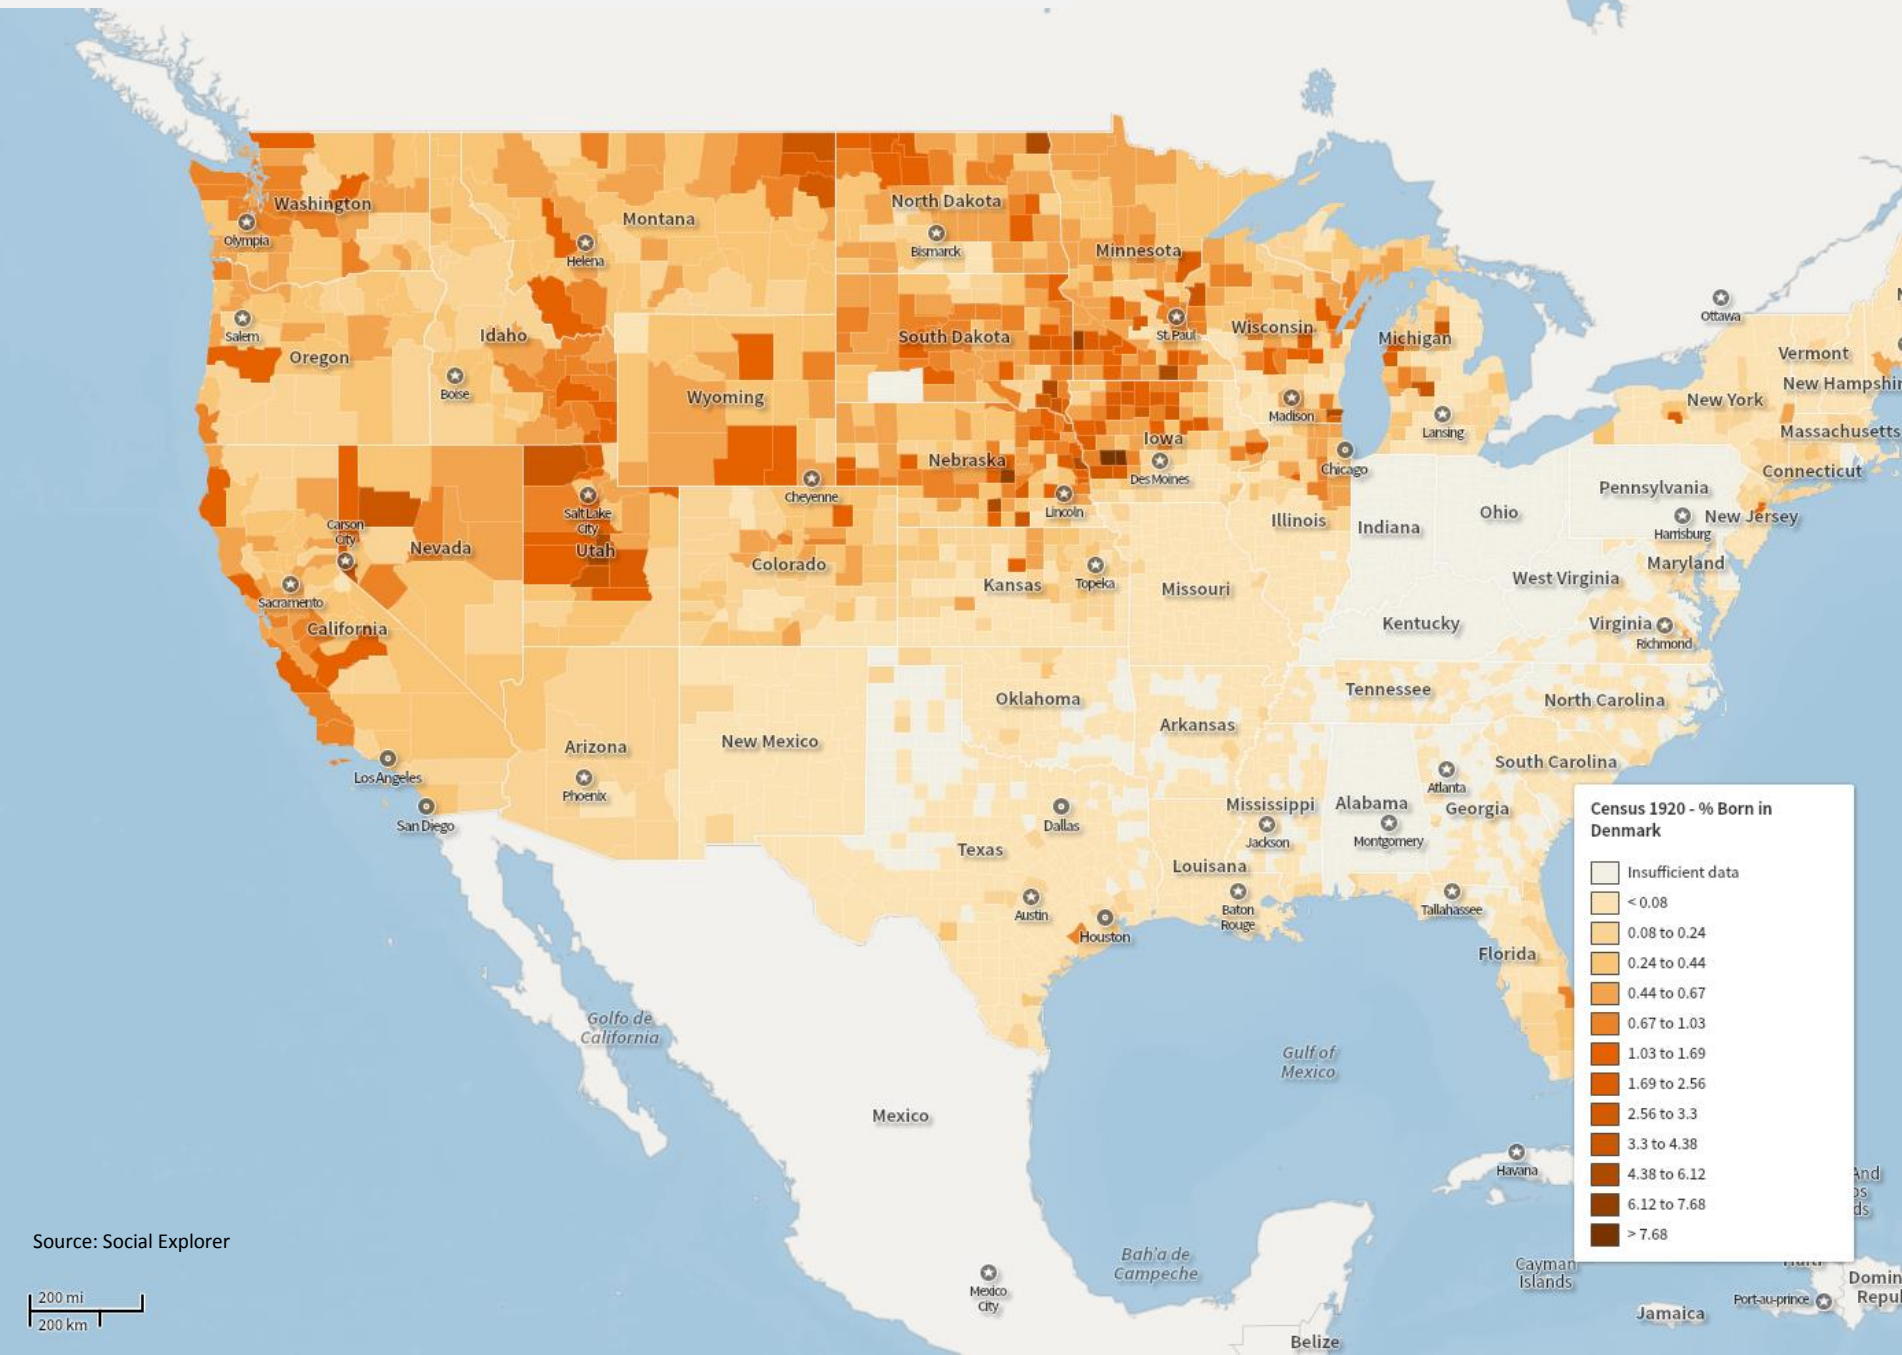 Washington
Olympia
Montana
Helena
North Dakota
Bismarck
Minnesota
St. Paul
Ottawa
Salem
Oregon
Idaho
Boise
South Dakota
Wisconsin
Michigan
Vermont
New Hampshir
New York
Massachusetts
Connecticut
Wyoming
Cheyenne
Madison
Lansing
Iowa
Des Moines
Chicago
Nebraska
Lincoln
Salt Lake
City
Utah
Carson
City
Nevada
Sacramento
California
Colorado
Kansas
Topeka
Missouri
Illinois
Indiana
Ohio
Pennsylvania
Harrisburg
New Jersey
Maryland
West Virginia
Virginia
Richmond
Kentucky
Tennessee
North Carolina
Oklahoma
Arkansas
South Carolina
Arizona
Phoenix
New Mexico
Los Angeles
San Diego
Dallas
Texas
Austin
Houston
Mississippi
Jackson
Alabama
Montgomery
Atlanta
Georgia
Louisana
Baton
Rouge
Tallahassee
Florida
Census 1920 - % Born in
Denmark
Insufficient data
< 0.08
0.08 to 0.24
0.24 to 0.44
0.44 to 0.67
0.67 to 1.03
1.03 to 1.69
1.69 to 2.56
2.56 to 3.3
3.3 to 4.38
4.38 to 6.12
6.12 to 7.68
> 7.68
Golfo de
California
Gulf of
Mexico
Mexico
Havana
And
ds
Source: Social Explorer
Bah'a de
Campeche
Mexico
City
Cayman
Islands
Domin
Repu
Port-au-prince
Jamaica
Belize
200 mi
200 km